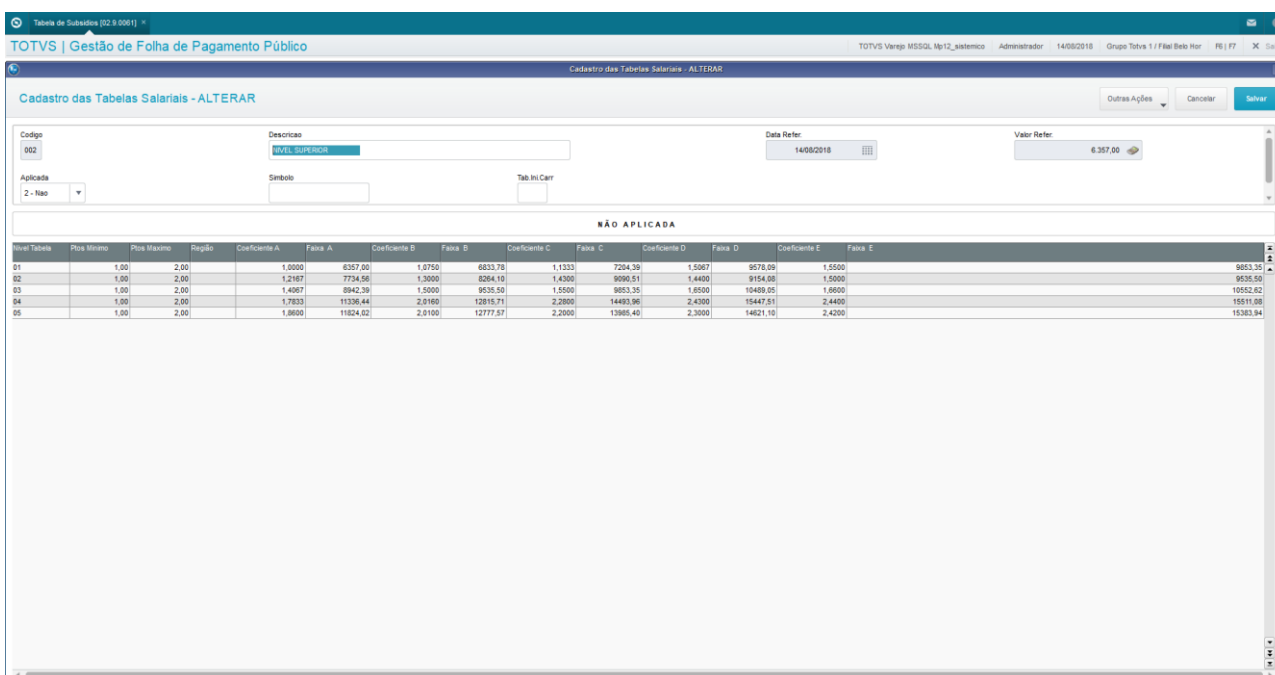 Tabela de Subsidios [02.9.0061] ×
TOTVS | Gestão de Folha de Pagamento Público
TOTVS Varejo MSSQL Mp12_sistemico Administrador 14/08/2018 Grupo Totvs 1 / Filial Belo Hor F6 | F7 X
Cadastro das Tabelas Salariais - ALTERAR
Cadastro das Tabelas Salariais - ALTERAR Outras Ações Cancelar Salvar
Codigo Descricao Data Refer. Valor Refer.
002 NIVEL SUPERIOR 14/08/2018 6.357,00
Aplicada Simbolo Tab.Ini.Carr
2 - Nao
NÃO APLICADA
Nivel Tabela Ptos Minimo Ptos Maximo Região Coeficiente A Faixa A Coeficiente B Faixa B Coeficiente C Faixa C Coeficiente D Faixa D Coeficiente E Faixa E
01 1,00 2,00 1,0000 6357,00 1,0750 6833,78 1,1333 7204,39 1,5067 9578,09 1,5500 9853,35
02 1,00 2,00 1,2167 7734,56 1,3000 8264,10 1,4300 9090,51 1,4400 9154,08 1,5000 9535,50
03 1,00 2,00 1,4067 8942,39 1,5000 9535,50 1,5500 9853,35 1,6500 10489,05 1,6600 10552,62
04 1,00 2,00 1,7833 11336,44 2,0160 12815,71 2,2800 14493,96 2,4300 15447,51 2,4400 15511,08
05 1,00 2,00 1,8600 11824,02 2,0100 12777,57 2,2000 13985,40 2,3000 14621,10 2,4200 15383,94